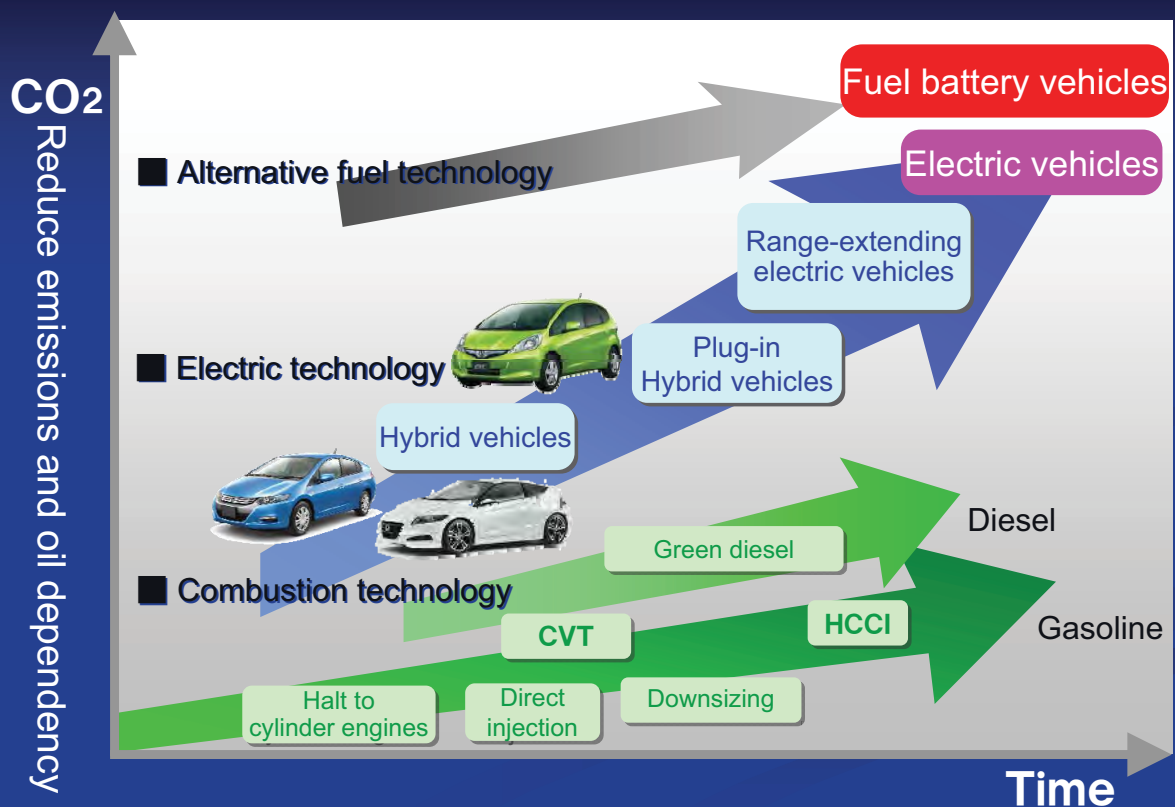 CO2
Reduce emissions and oil dependency
Fuel battery vehicles
Electric vehicles
■ Alternative fuel technology
Range-extending
electric vehicles
Plug-in
Hybrid vehicles
■ Electric technology
Hybrid vehicles
Diesel
Green diesel
■ Combustion technology
CVT
HCCI
Gasoline
Halt to
cylinder engines
Direct
injection
Downsizing
Time